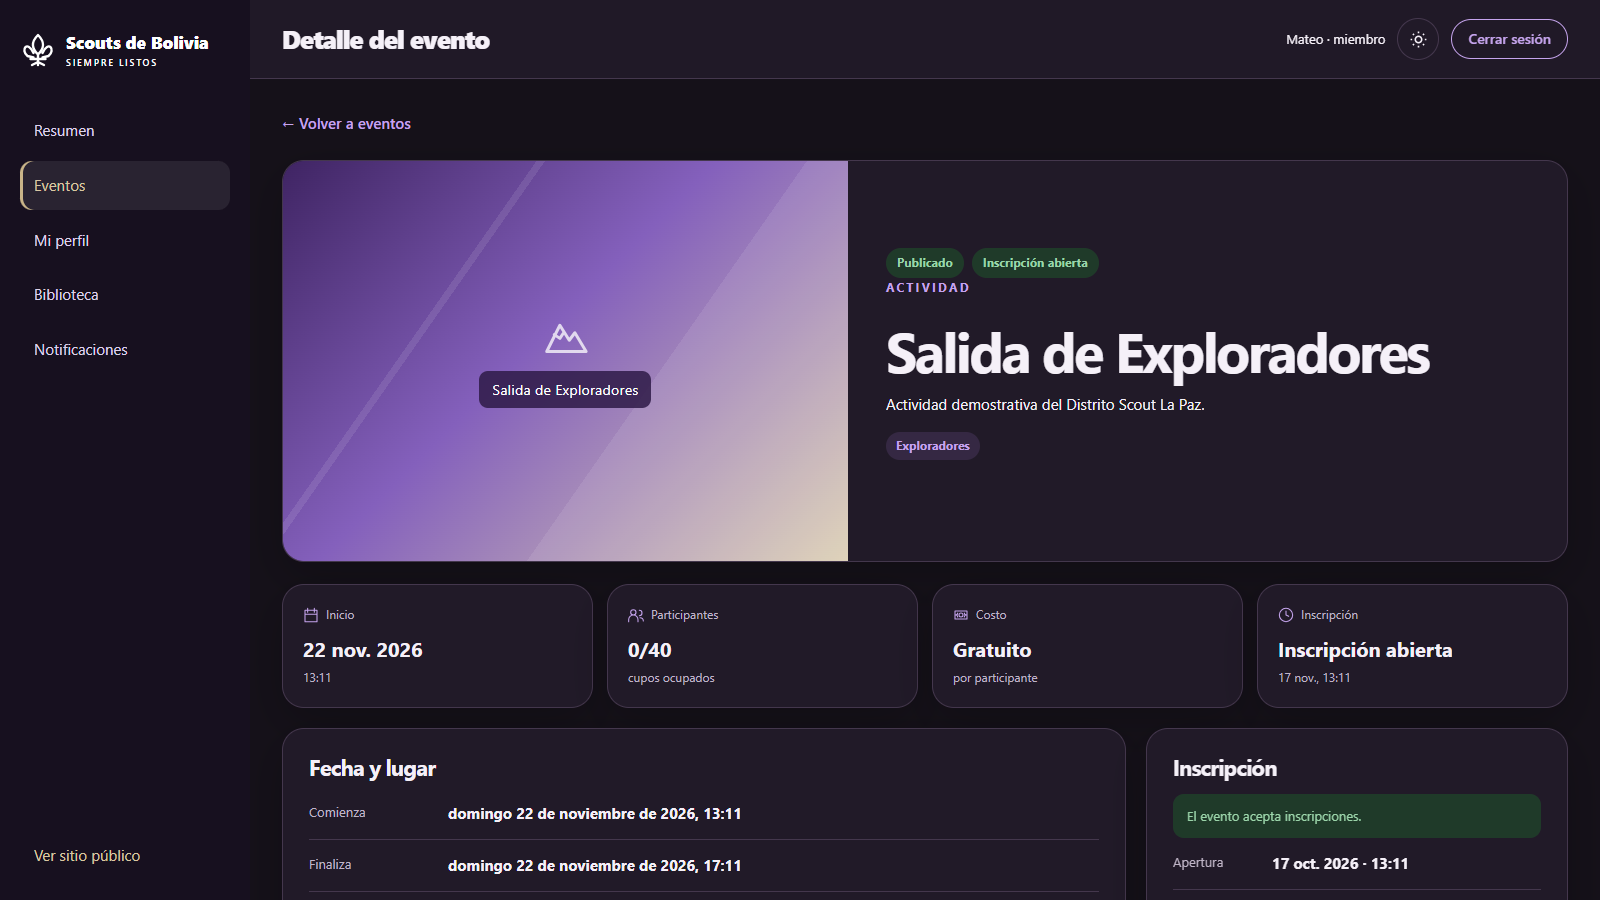 Scouts de Bolivia
SIEMPRE LISTOS
Resumen
Eventos
Mi perfil
Biblioteca
Notificaciones
Ver sitio público
Detalle del evento
Mateo · miembro
Cerrar sesión
← Volver a eventos
Salida de Exploradores
Publicado
Inscripción abierta
ACTIVIDAD
Salida de Exploradores
Actividad demostrativa del Distrito Scout La Paz.
Exploradores
Inicio
22 nov. 2026
13:11
Participantes
0/40
cupos ocupados
Costo
Gratuito
por participante
Inscripción
Inscripción abierta
17 nov., 13:11
Fecha y lugar
Comienza domingo 22 de noviembre de 2026, 13:11
Finaliza domingo 22 de noviembre de 2026, 17:11
Inscripción
El evento acepta inscripciones.
Apertura 17 oct. 2026 · 13:11